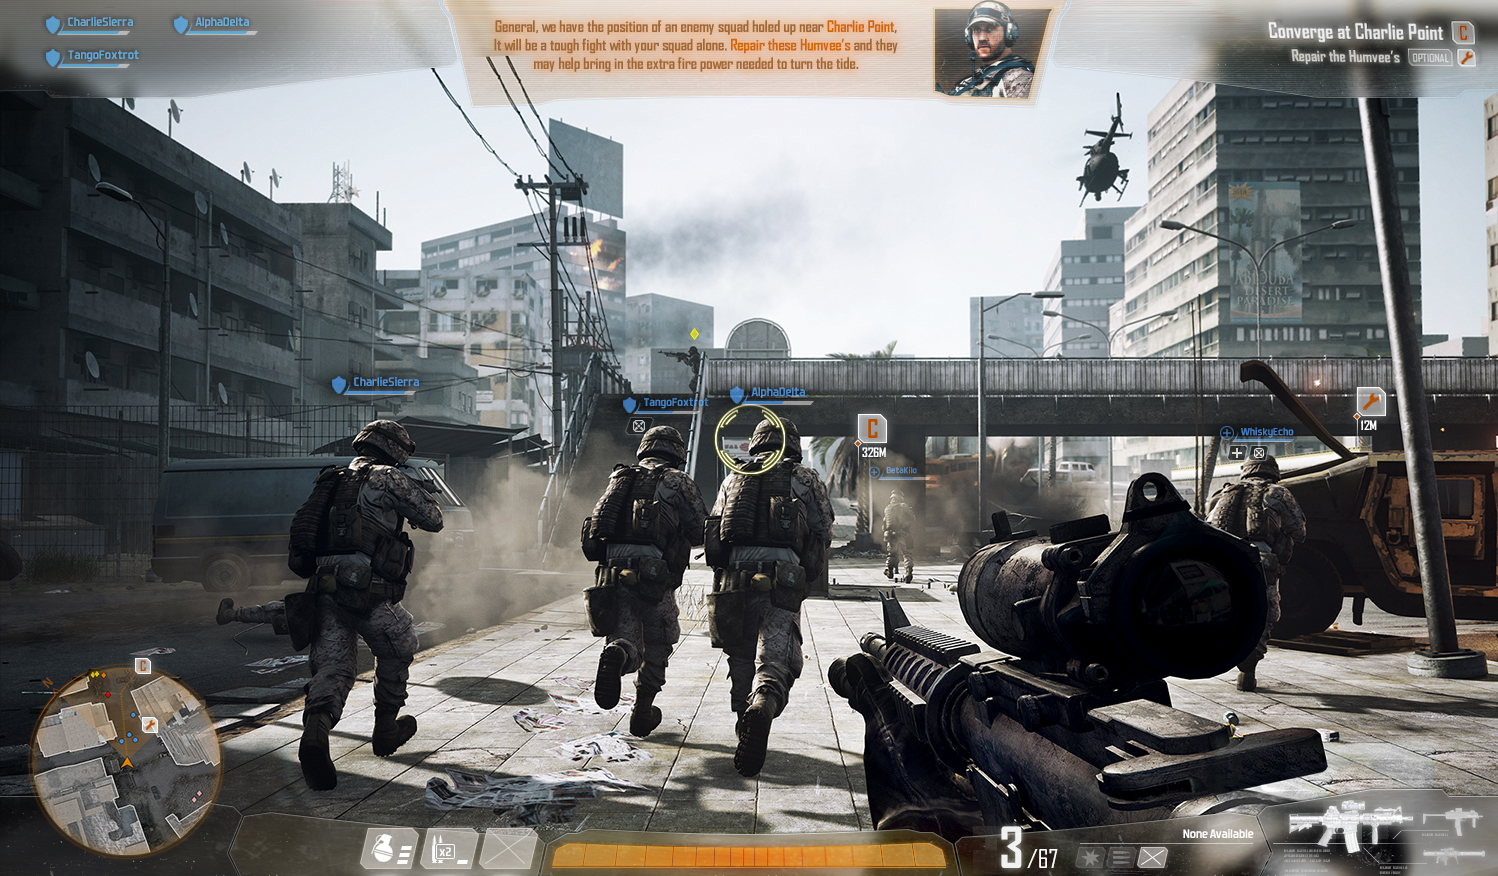 CharlieSierra
AlphaDelta
TangoFoxtrot
General, we have the position of an enemy squad holed up near Charlie Point,
It will be a tough fight with your squad alone. Repair these Humvee's and they
may help bring in the extra fire power needed to turn the tide.
Converge at Charlie Point C
Repair the Humvee's OPTIONAL
DESERT
PARADISE
CharlieSierra
TangoFoxtrot
AlphaDelta
C
326M
BetaKilo
12M
WhiskyEcho
C
N
x2
3/67
None Available